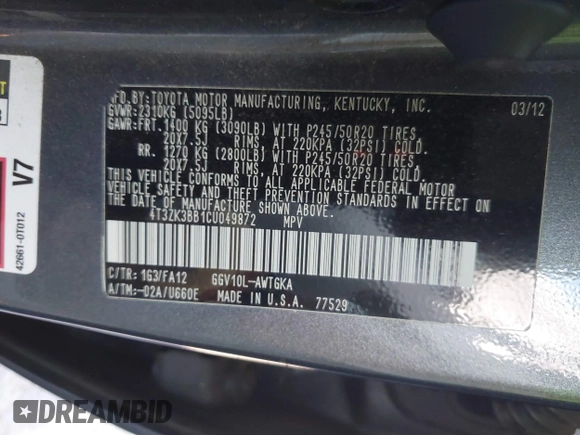 MFD.BY:TOYOTA MOTOR MANUFACTURING, KENTUCKY, INC. 03/12
GVWR:2310KG (5095LB)
GAWR:FRT.1400 KG (3090LB) WITH P245/50R20 TIRES,
20X7.5J RIMS, AT 220KPA (32PSI) COLD.
RR. 1270 KG (2800LB) WITH P245/50R20 TIRES,
20X7.5J RIMS, AT 220KPA (32PSI) COLD.
THIS VEHICLE CONFORMS TO ALL APPLICABLE FEDERAL MOTOR
VEHICLE SAFETY AND THEFT PREVENTION STANDARDS IN EFFECT ON
THE DATE OF MANUFACTURE SHOWN ABOVE.
4T3ZK3BB1CU049872 MPV
C/TR: 1G3/FA12 GGV10L-AWTGKA
A/TM:-02A/U660E MADE IN U.S.A. 77529
V7
42661-0T012
DREAMBID